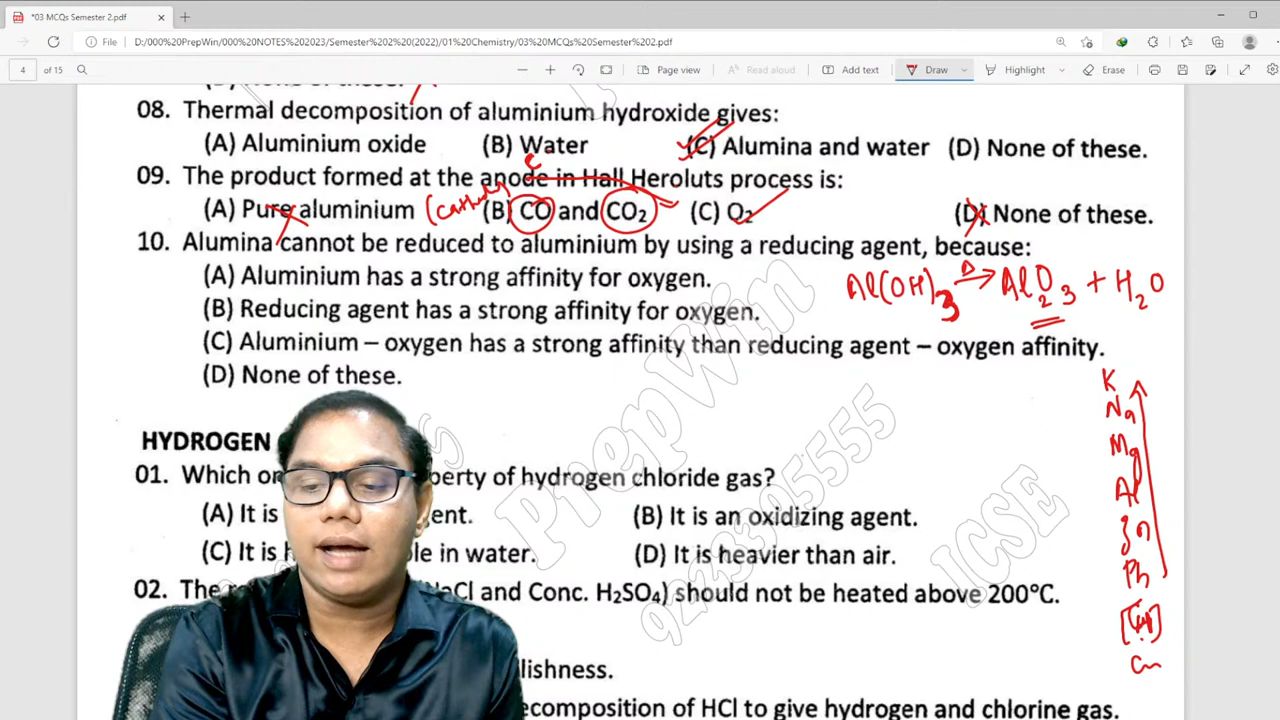 *03 MCQs Semester 2.pdf
File D:/000%20PrepWin/000%20NOTES%202023/Semester%202%20(2022)/01%20Chemistry/03%20MCQs%20Semester%202.pdf
4 of 15 Page view Read aloud Add text Draw Highlight Erase
08. Thermal decomposition of aluminium hydroxide gives:
(A) Aluminium oxide (B) Water (C) Alumina and water (D) None of these.
C
09. The product formed at the anode in Hall Heroluts process is:
(A) Pure aluminium (cathode) (B) CO and CO₂ (C) O₂ (D) None of these.
10. Alumina cannot be reduced to aluminium by using a reducing agent, because:
(A) Aluminium has a strong affinity for oxygen.
Al(OH)3 Δ→ Al2O3 + H2O
(B) Reducing agent has a strong affinity for oxygen.
(C) Aluminium – oxygen has a strong affinity than reducing agent – oxygen affinity.
(D) None of these.
K
Na
Mg
Al
Zn
Pb
Cu
HYDROGEN
01. Which perty of hydrogen chloride gas?
(A) It is gent. (B) It is an oxidizing agent.
(C) It is le in water. (D) It is heavier than air.
02. The NaCl and Conc. H₂SO₄) should not be heated above 200°C.
lishness.
ecomposition of HCl to give hydrogen and chlorine gas.
PrepWin
9233395555
ICSE